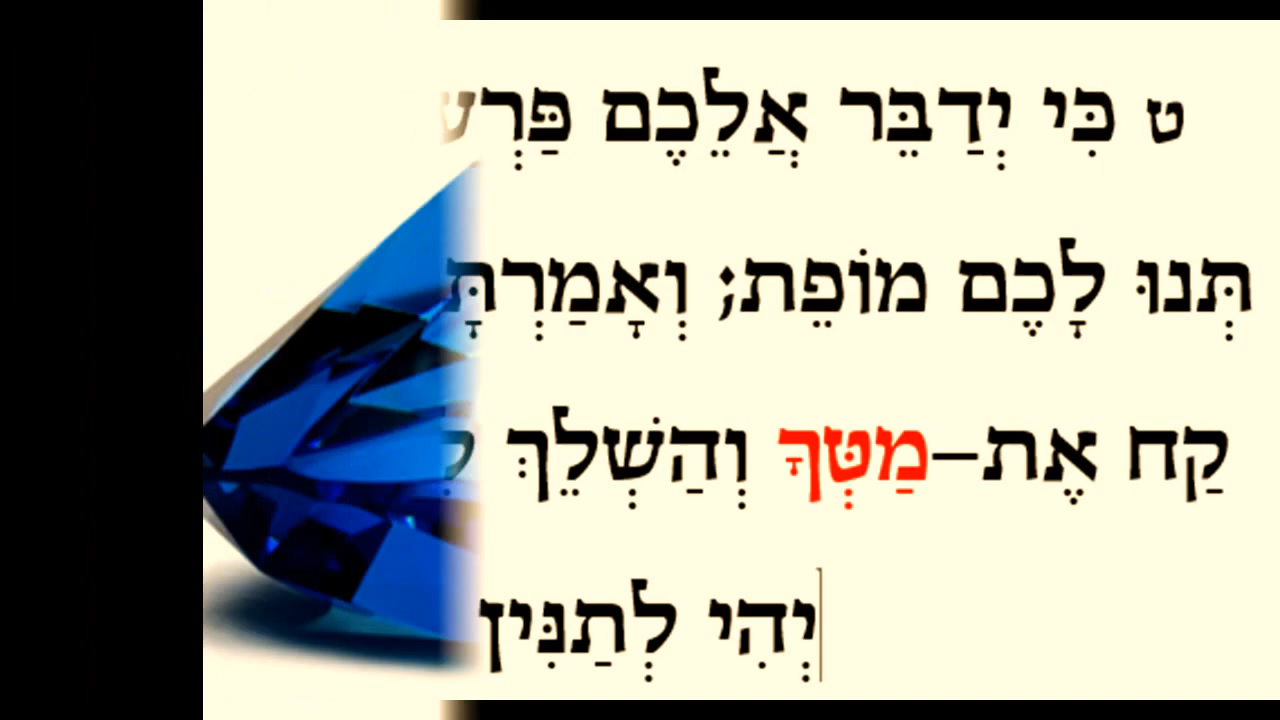 ט כִּי יְדַבֵּר אֲלֵכֶם
תְּנוּ לָכֶם מוֹפֵת; וְאָמַרְתָּ
קַח אֶת–מַטְּךָ וְהַשְׁלֵךְ
יְהִי לְתַנִּין